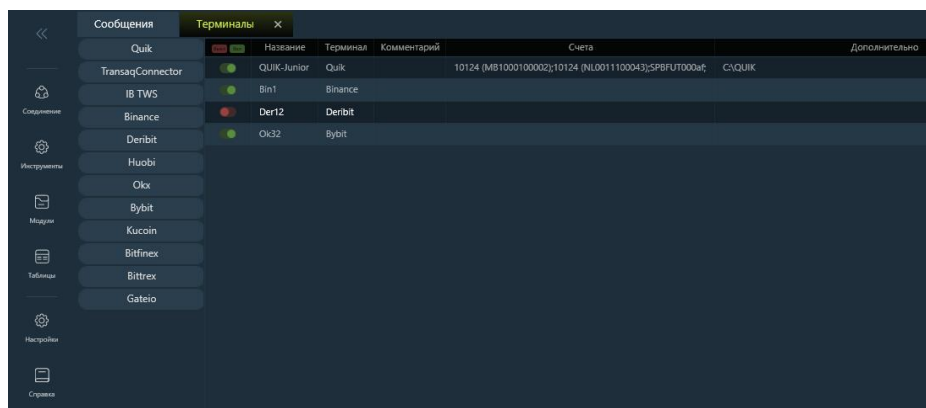 Сообщения
Терминалы ×
Quik
TransaqConnector
IB TWS
Binance
Deribit
Huobi
Okx
Bybit
Kucoin
Bitfinex
Bittrex
Gateio
Соединение
Инструменты
Модули
Таблицы
Настройки
Справка
Название Терминал Комментарий Счета Дополнительно
QUIK-Junior Quik 10124 (MB1000100002);10124 (NL0011100043);SPBFUT000af; C:\QUIK
Bin1 Binance
Der12 Deribit
Ok32 Bybit